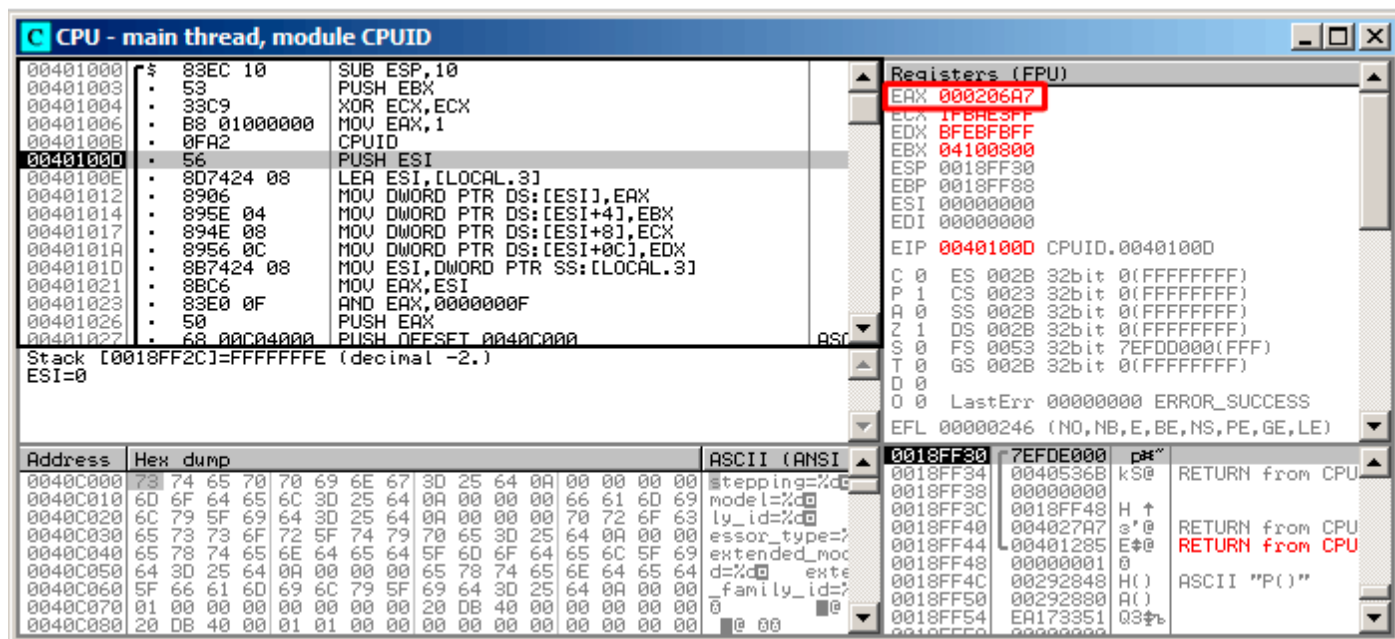 C CPU - main thread, module CPUID
00401000 $ 83EC 10 SUB ESP,10
00401003 . 53 PUSH EBX
00401004 . 33C9 XOR ECX,ECX
00401006 . B8 01000000 MOV EAX,1
0040100B . 0FA2 CPUID
0040100D . 56 PUSH ESI
0040100E . 8D7424 08 LEA ESI,[LOCAL.3]
00401012 . 8906 MOV DWORD PTR DS:[ESI],EAX
00401014 . 895E 04 MOV DWORD PTR DS:[ESI+4],EBX
00401017 . 894E 08 MOV DWORD PTR DS:[ESI+8],ECX
0040101A . 8956 0C MOV DWORD PTR DS:[ESI+0C],EDX
0040101D . 8B7424 08 MOV ESI,DWORD PTR SS:[LOCAL.3]
00401021 . 8BC6 MOV EAX,ESI
00401023 . 83E0 0F AND EAX,0000000F
00401026 . 50 PUSH EAX
00401027 . 68 00C04000 PUSH OFFSET 0040C000 ASC
Stack [0018FF2C]=FFFFFFFE (decimal -2.)
ESI=0
Registers (FPU)
EAX 000206A7
ECX 1FBAE3FF
EDX BFEBFBFF
EBX 04100800
ESP 0018FF30
EBP 0018FF88
ESI 00000000
EDI 00000000
EIP 0040100D CPUID.0040100D
C 0 ES 002B 32bit 0(FFFFFFFF)
P 1 CS 0023 32bit 0(FFFFFFFF)
A 0 SS 002B 32bit 0(FFFFFFFF)
Z 1 DS 002B 32bit 0(FFFFFFFF)
S 0 FS 0053 32bit 7EFDD000(FFF)
T 0 GS 002B 32bit 0(FFFFFFFF)
D 0
O 0 LastErr 00000000 ERROR_SUCCESS
EFL 00000246 (NO,NB,E,BE,NS,PE,GE,LE)
Address Hex dump ASCII (ANSI
0040C000 73 74 65 70 70 69 6E 67 3D 25 64 0A 00 00 00 00 stepping=%d
0040C010 6D 6F 64 65 6C 3D 25 64 0A 00 00 00 66 61 6D 69 model=%d fami
0040C020 6C 79 5F 69 64 3D 25 64 0A 00 00 00 70 72 6F 63 ly_id=%d
0040C030 65 73 73 6F 72 5F 74 79 70 65 3D 25 64 0A 00 00 essor_type=%
0040C040 65 78 74 65 6E 64 65 64 5F 6D 6F 64 65 6C 5F 69 extended_mod
0040C050 64 3D 25 64 0A 00 00 00 65 78 74 65 6E 64 65 64 d=%d exte
0040C060 5F 66 61 6D 69 6C 79 5F 69 64 3D 25 64 0A 00 00 _family_id=%
0040C070 01 00 00 00 00 00 00 00 20 DB 40 00 00 00 00 00 @
0040C080 20 DB 40 00 01 01 00 00 00 00 00 00 00 00 00 00 @
0018FF30 7EFDE000
0018FF34 0040536B kS@ RETURN from CPU
0018FF38 00000000
0018FF3C 0018FF48 H ↑
0018FF40 004027A7 RETURN from CPU
0018FF44 00401285 RETURN from CPU
0018FF48 00000001
0018FF4C 00292848 H() ASCII "P()"
0018FF50 00292880 A()
0018FF54 EA173351